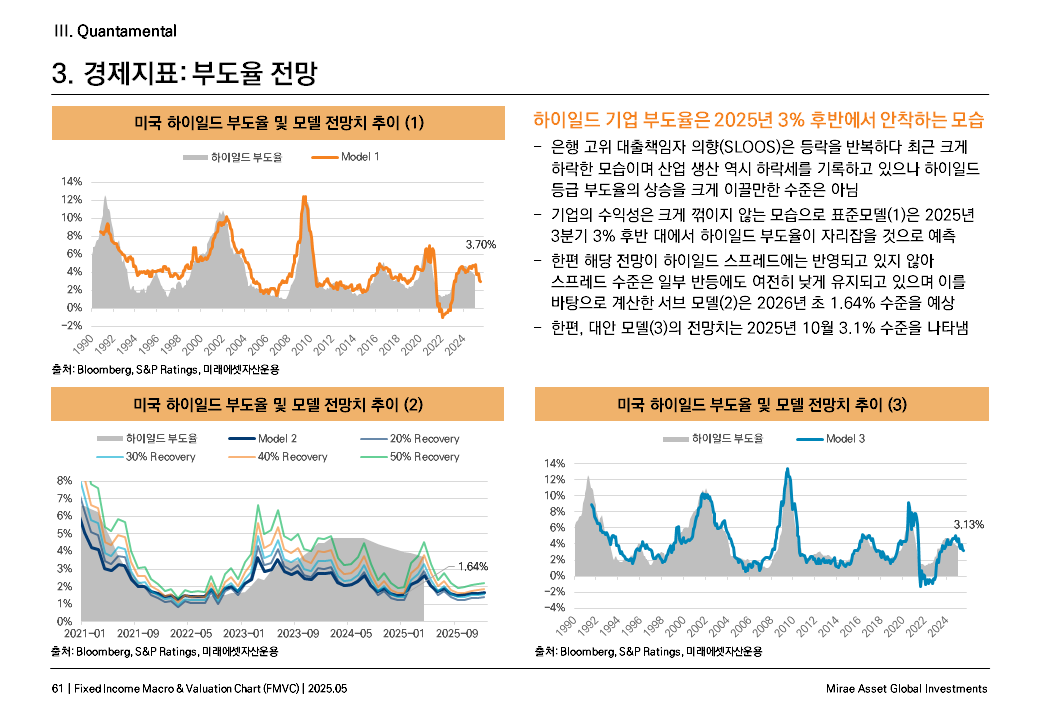 III. Quantamental
3. 경제지표: 부도율 전망
미국 하이일드 부도율 및 모델 전망치 추이 (1)
하이일드 부도율 Model 1
14%
12%
10%
8%
6%
4%
2%
0%
-2%
3.70%
1990 1992 1994 1996 1998 2000 2002 2004 2006 2008 2010 2012 2014 2016 2018 2020 2022 2024
출처: Bloomberg, S&P Ratings, 미래에셋자산운용
하이일드 기업 부도율은 2025년 3% 후반에서 안착하는 모습
- 은행 고위 대출책임자 의향(SLOOS)은 등락을 반복하다 최근 크게
하락한 모습이며 산업 생산 역시 하락세를 기록하고 있으나 하이일드
등급 부도율의 상승을 크게 이끌만한 수준은 아님
- 기업의 수익성은 크게 꺾이지 않는 모습으로 표준모델(1)은 2025년
3분기 3% 후반 대에서 하이일드 부도율이 자리잡을 것으로 예측
- 한편 해당 전망이 하이일드 스프레드에는 반영되고 있지 않아
스프레드 수준은 일부 반등에도 여전히 낮게 유지되고 있으며 이를
바탕으로 계산한 서브 모델(2)은 2026년 초 1.64% 수준을 예상
- 한편, 대안 모델(3)의 전망치는 2025년 10월 3.1% 수준을 나타냄
미국 하이일드 부도율 및 모델 전망치 추이 (2)
하이일드 부도율 Model 2 20% Recovery
30% Recovery 40% Recovery 50% Recovery
8%
7%
6%
5%
4%
3%
2%
1%
0%
1.64%
2021-01 2021-09 2022-05 2023-01 2023-09 2024-05 2025-01 2025-09
출처: Bloomberg, S&P Ratings, 미래에셋자산운용
미국 하이일드 부도율 및 모델 전망치 추이 (3)
하이일드 부도율 Model 3
14%
12%
10%
8%
6%
4%
2%
0%
-2%
-4%
3.13%
1990 1992 1994 1996 1998 2000 2002 2004 2006 2008 2010 2012 2014 2016 2018 2020 2022 2024
출처: Bloomberg, S&P Ratings, 미래에셋자산운용
61 | Fixed Income Macro & Valuation Chart (FMVC) | 2025.05
Mirae Asset Global Investments